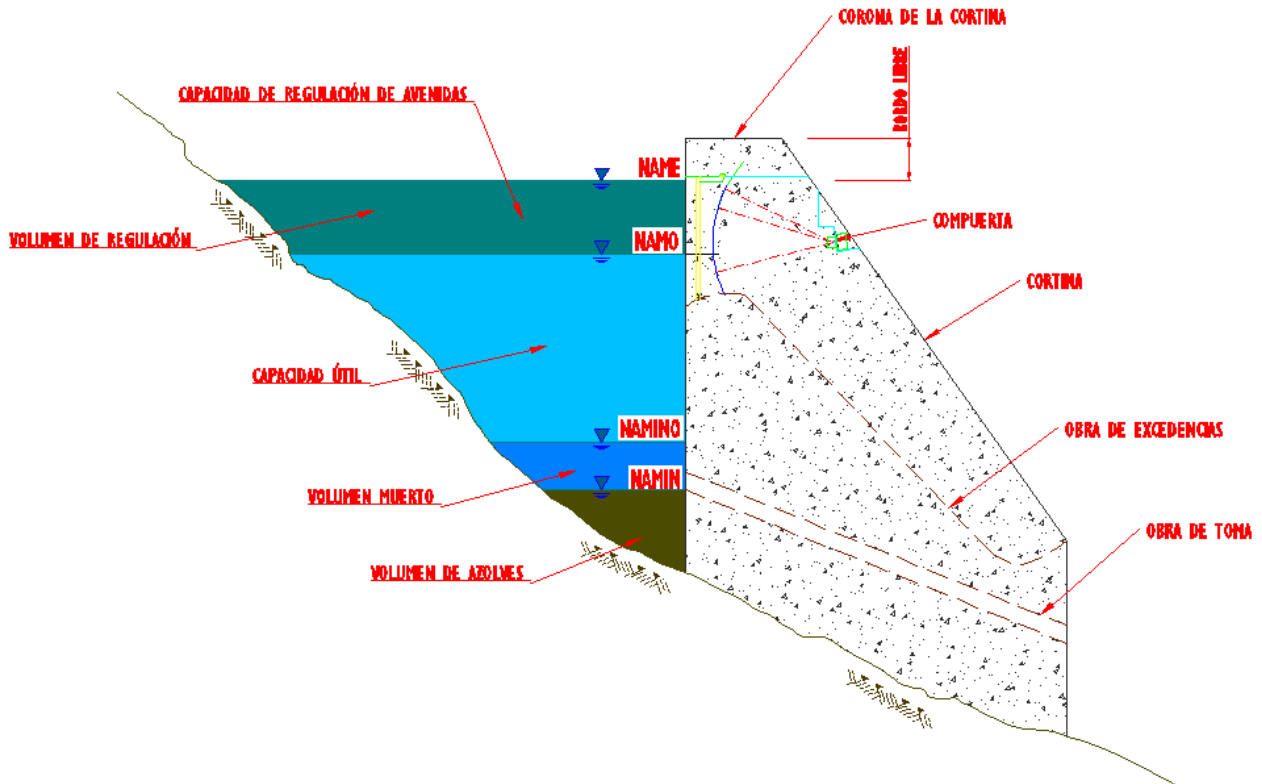 CORONA DE LA CORTINA
BORDO LIBRE
CAPACIDAD DE REGULACIÓN DE AVENIDAS
NAME
COMPUERTA
VOLUMEN DE REGULACIÓN
NAMO
CORTINA
CAPACIDAD ÚTIL
NAMINO
OBRA DE EXCEDENCIAS
NAMIN
VOLUMEN MUERTO
OBRA DE TOMA
VOLUMEN DE AZOLVES